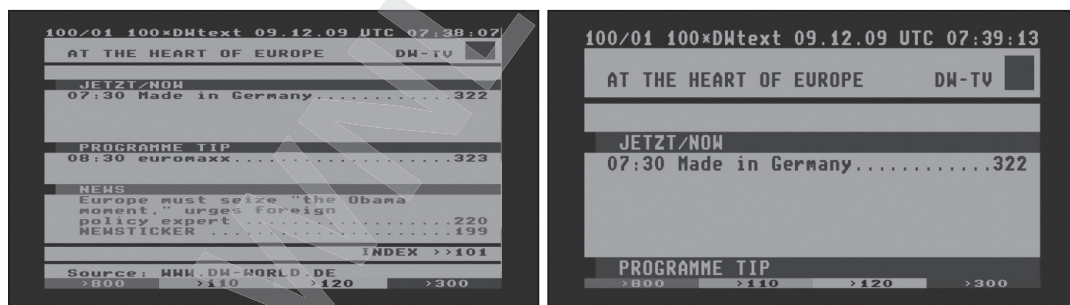 100/01 100*DWtext 09.12.09 UTC 07:38:07
AT THE HEART OF EUROPE DW-TV
JETZT/NOW
07:30 Made in Germany............322
PROGRAMME TIP
08:30 euromaxx...................323
NEWS
Europe must seize "the Obama
moment," urges foreign
policy expert ...................220
NEWSTICKER ......................199
INDEX >>101
Source: WWW.DW-WORLD.DE
>800 >110 >120 >300
100/01 100*DWtext 09.12.09 UTC 07:39:13
AT THE HEART OF EUROPE DW-TV
JETZT/NOW
07:30 Made in Germany............322
PROGRAMME TIP
>800 >110 >120 >300